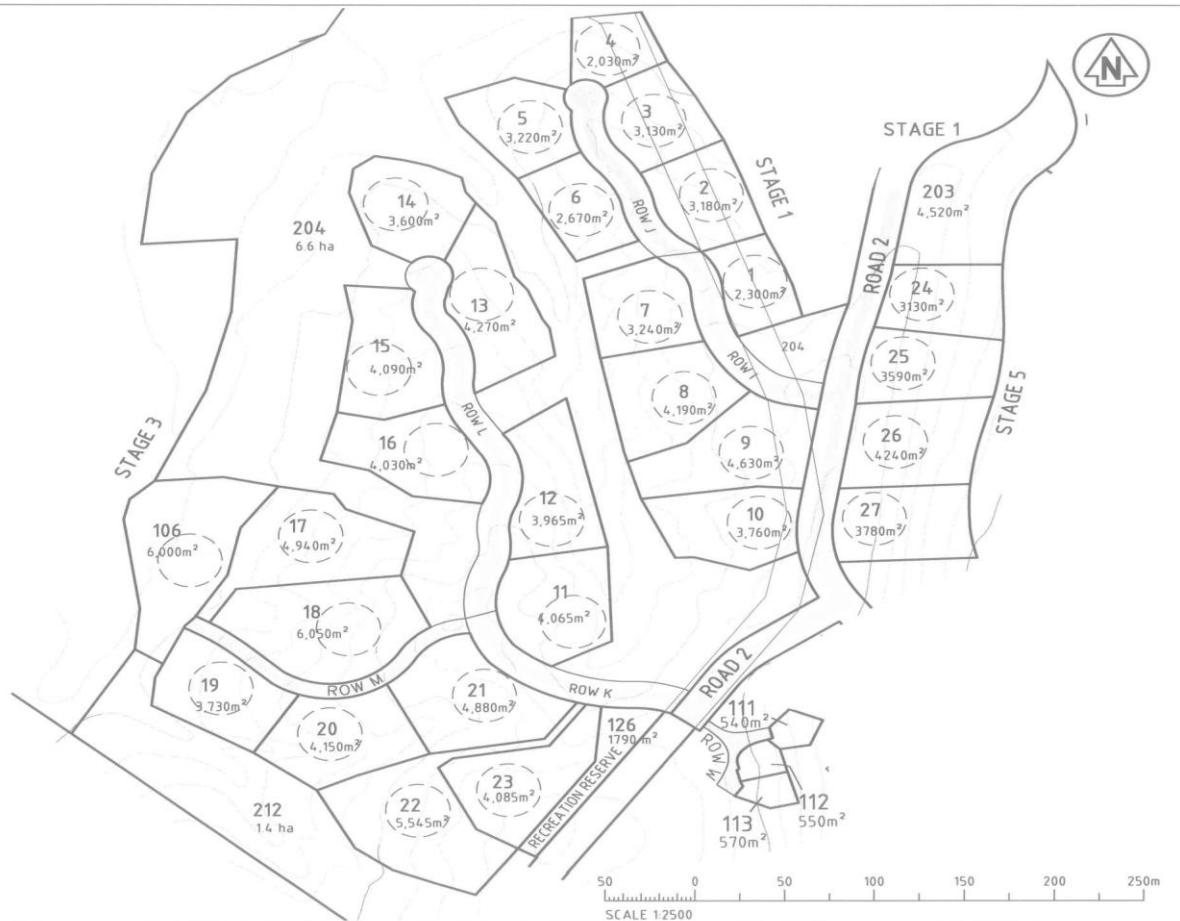 4
2,030m²
N
5
3,220m²
3
3,130m²
STAGE 1
14
3,600m²
6
2,670m²
ROW J
2
3,180m²
STAGE 1
203
4,520m²
204
6.6 ha
13
4,270m²
7
3,240m²
1
2,300m²
ROAD 2
24
3130m²
15
4,090m²
204
25
3590m²
ROW I
8
4,190m²
STAGE 5
ROW L
16
4,030m²
9
4,630m²
26
4240m²
STAGE 3
12
3,965m²
10
3,760m²
27
3780m²
106
6,000m²
17
4,940m²
18
6,050m²
11
4,065m²
19
3,730m²
ROW M
21
4,880m²
ROW K
ROAD 2
20
4,150m²
126
1790 m²
111
540m²
ROW W
RECREATION RESERVE
23
4,085m²
22
5,545m²
212
1.4 ha
113
570m²
112
550m²
50 0 50 100 150 200 250m
SCALE 1:2500